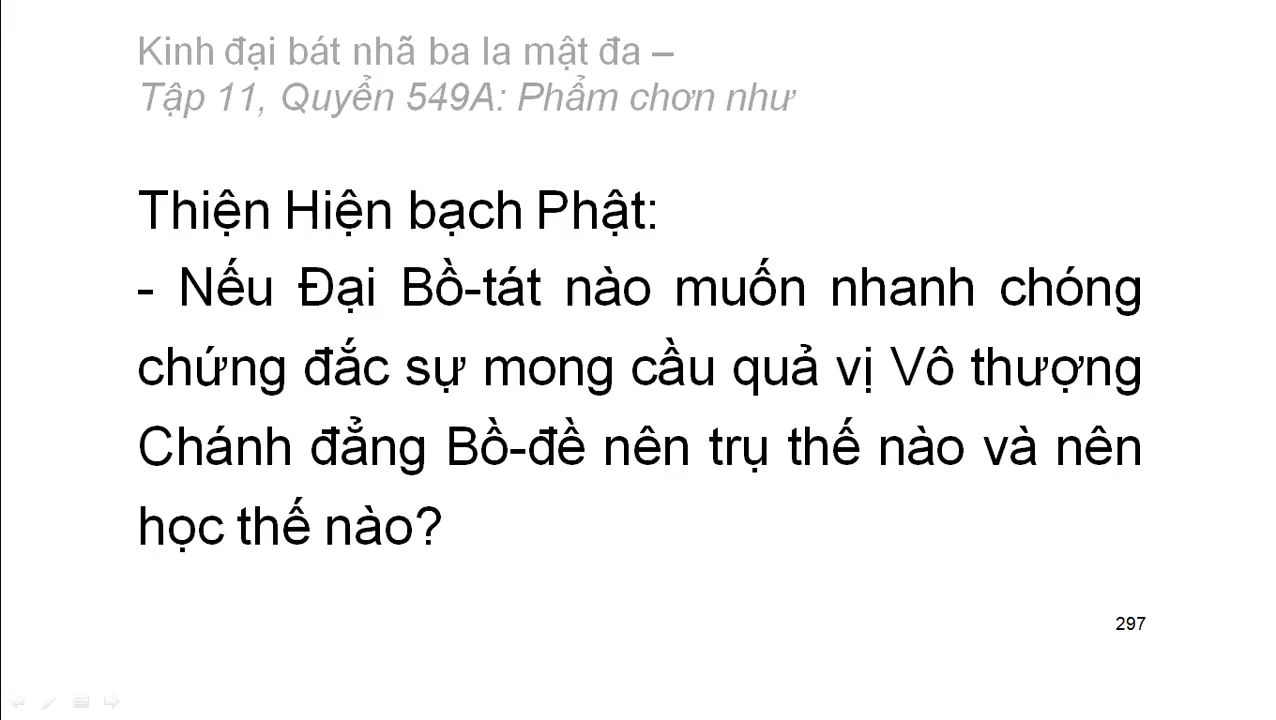 Kinh đại bát nhã ba la mật đa –
Tập 11, Quyển 549A: Phẩm chơn như
Thiện Hiện bạch Phật:
- Nếu Đại Bồ-tát nào muốn nhanh chóng
chứng đắc sự mong cầu quả vị Vô thượng
Chánh đẳng Bồ-đề nên trụ thế nào và nên
học thế nào?
297